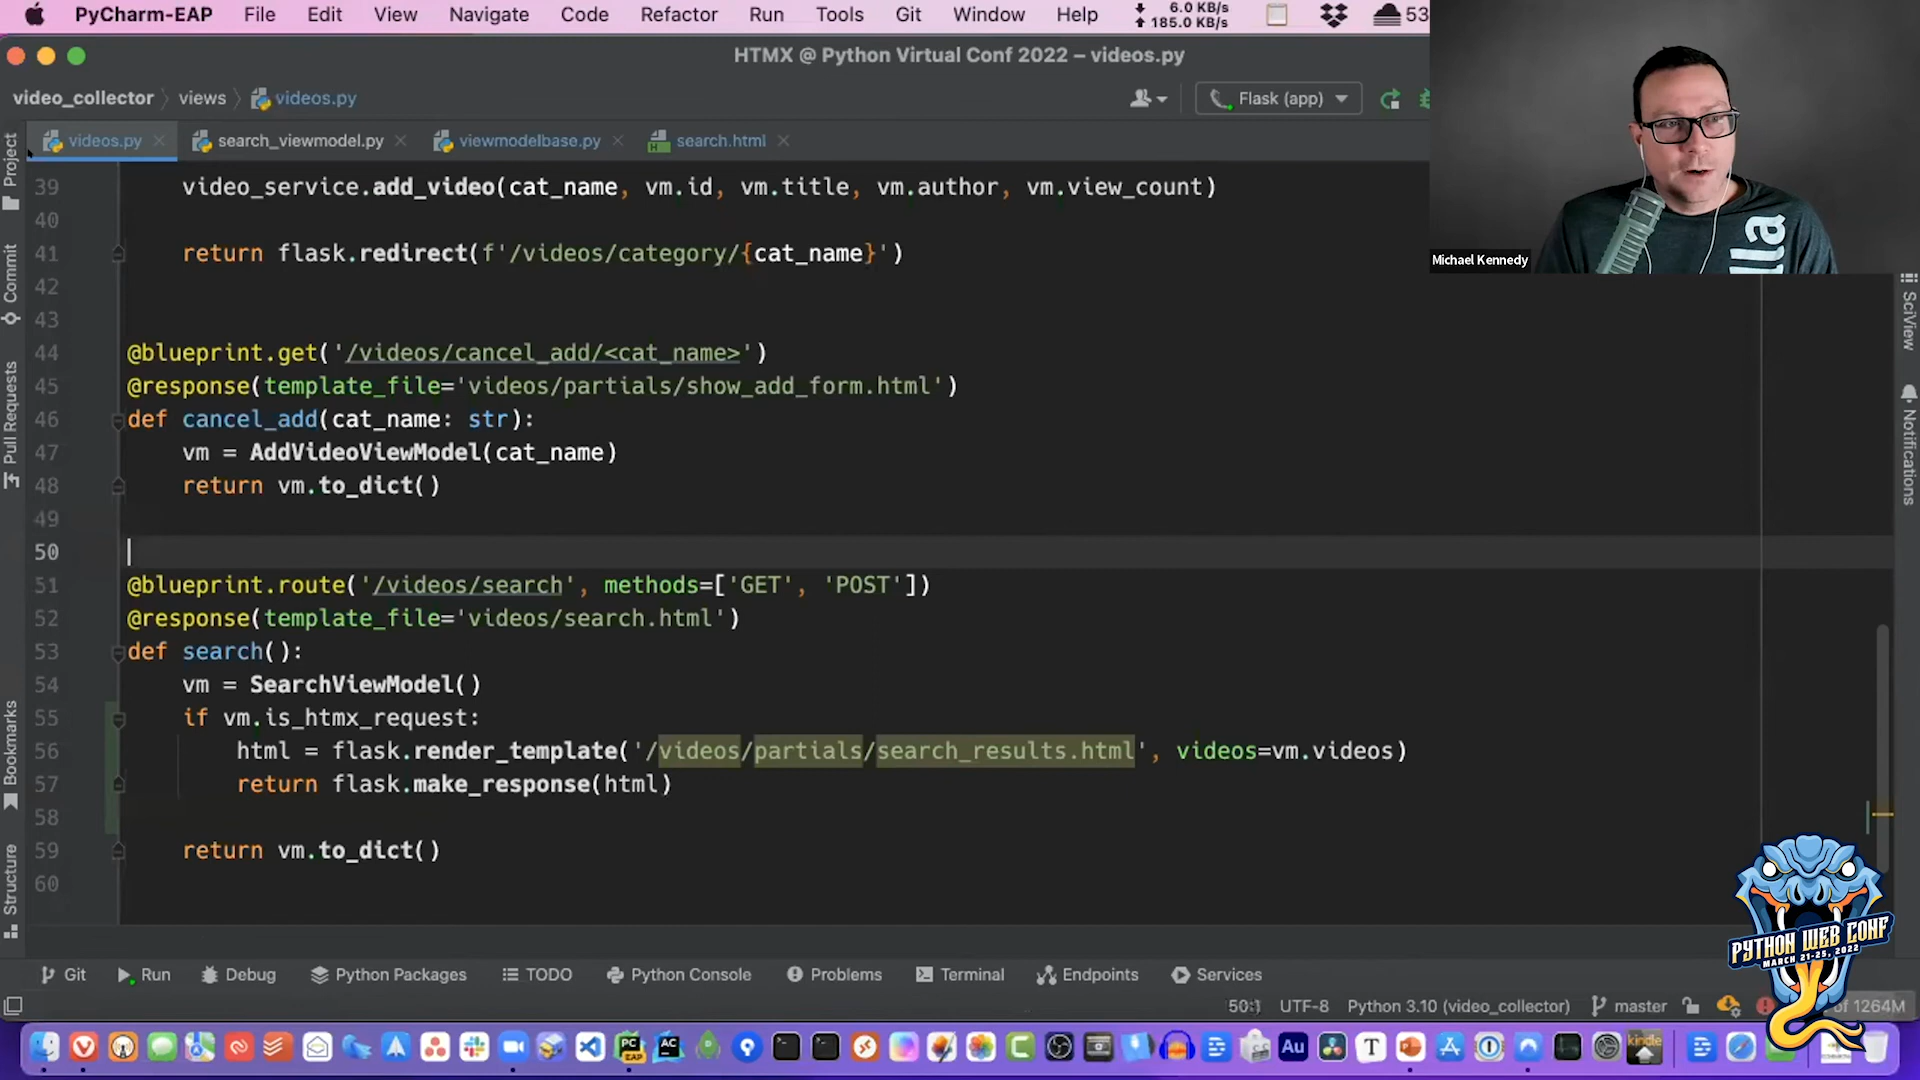 PyCharm-EAP File Edit View Navigate Code Refactor Run Tools Git Window Help 6.0 KB/s 185.0 KB/s 53
HTMX @ Python Virtual Conf 2022 – videos.py
video_collector views videos.py Flask (app)
videos.py search_viewmodel.py viewmodelbase.py search.html
39 video_service.add_video(cat_name, vm.id, vm.title, vm.author, vm.view_count)
40
41 return flask.redirect(f'/videos/category/{cat_name}')
42
43
44 @blueprint.get('/videos/cancel_add/<cat_name>')
45 @response(template_file='videos/partials/show_add_form.html')
46 def cancel_add(cat_name: str):
47 vm = AddVideoViewModel(cat_name)
48 return vm.to_dict()
49
50
51 @blueprint.route('/videos/search', methods=['GET', 'POST'])
52 @response(template_file='videos/search.html')
53 def search():
54 vm = SearchViewModel()
55 if vm.is_htmx_request:
56 html = flask.render_template('/videos/partials/search_results.html', videos=vm.videos)
57 return flask.make_response(html)
58
59 return vm.to_dict()
60
Project
Commit
Pull Requests
Bookmarks
Structure
Michael Kennedy
lla
SciView
Notifications
PYTHON WEB CONF
MARCH 21-25, 2022
Git Run Debug Python Packages TODO Python Console Problems Terminal Endpoints Services
50:1 UTF-8 Python 3.10 (video_collector) master of 1264M
PC EAP AC Au T kindle